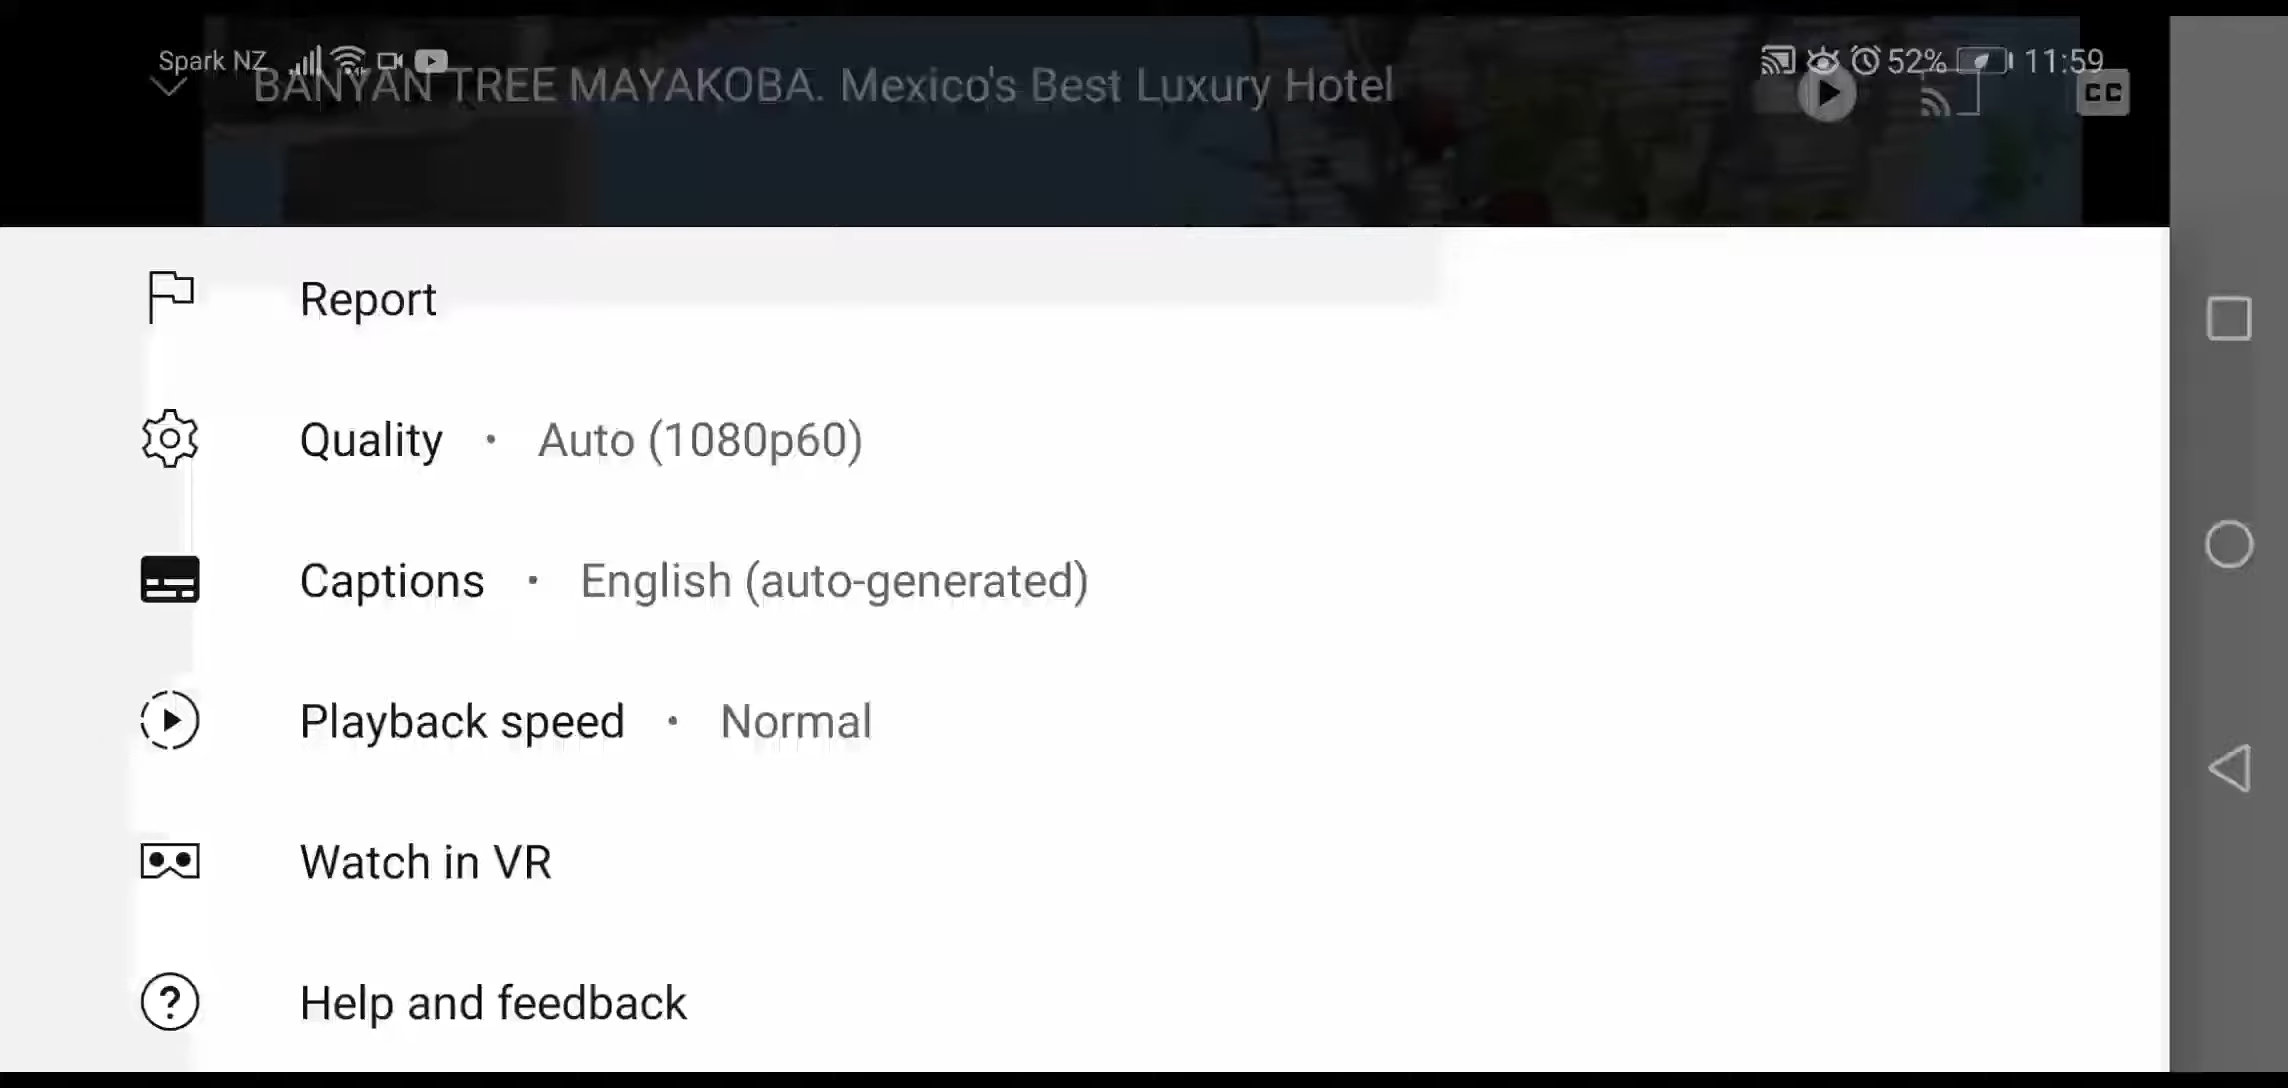 Spark NZ 52% 11:59
BANYAN TREE MAYAKOBA. Mexico's Best Luxury Hotel CC
Report
Quality • Auto (1080p60)
Captions • English (auto-generated)
Playback speed • Normal
Watch in VR
? Help and feedback